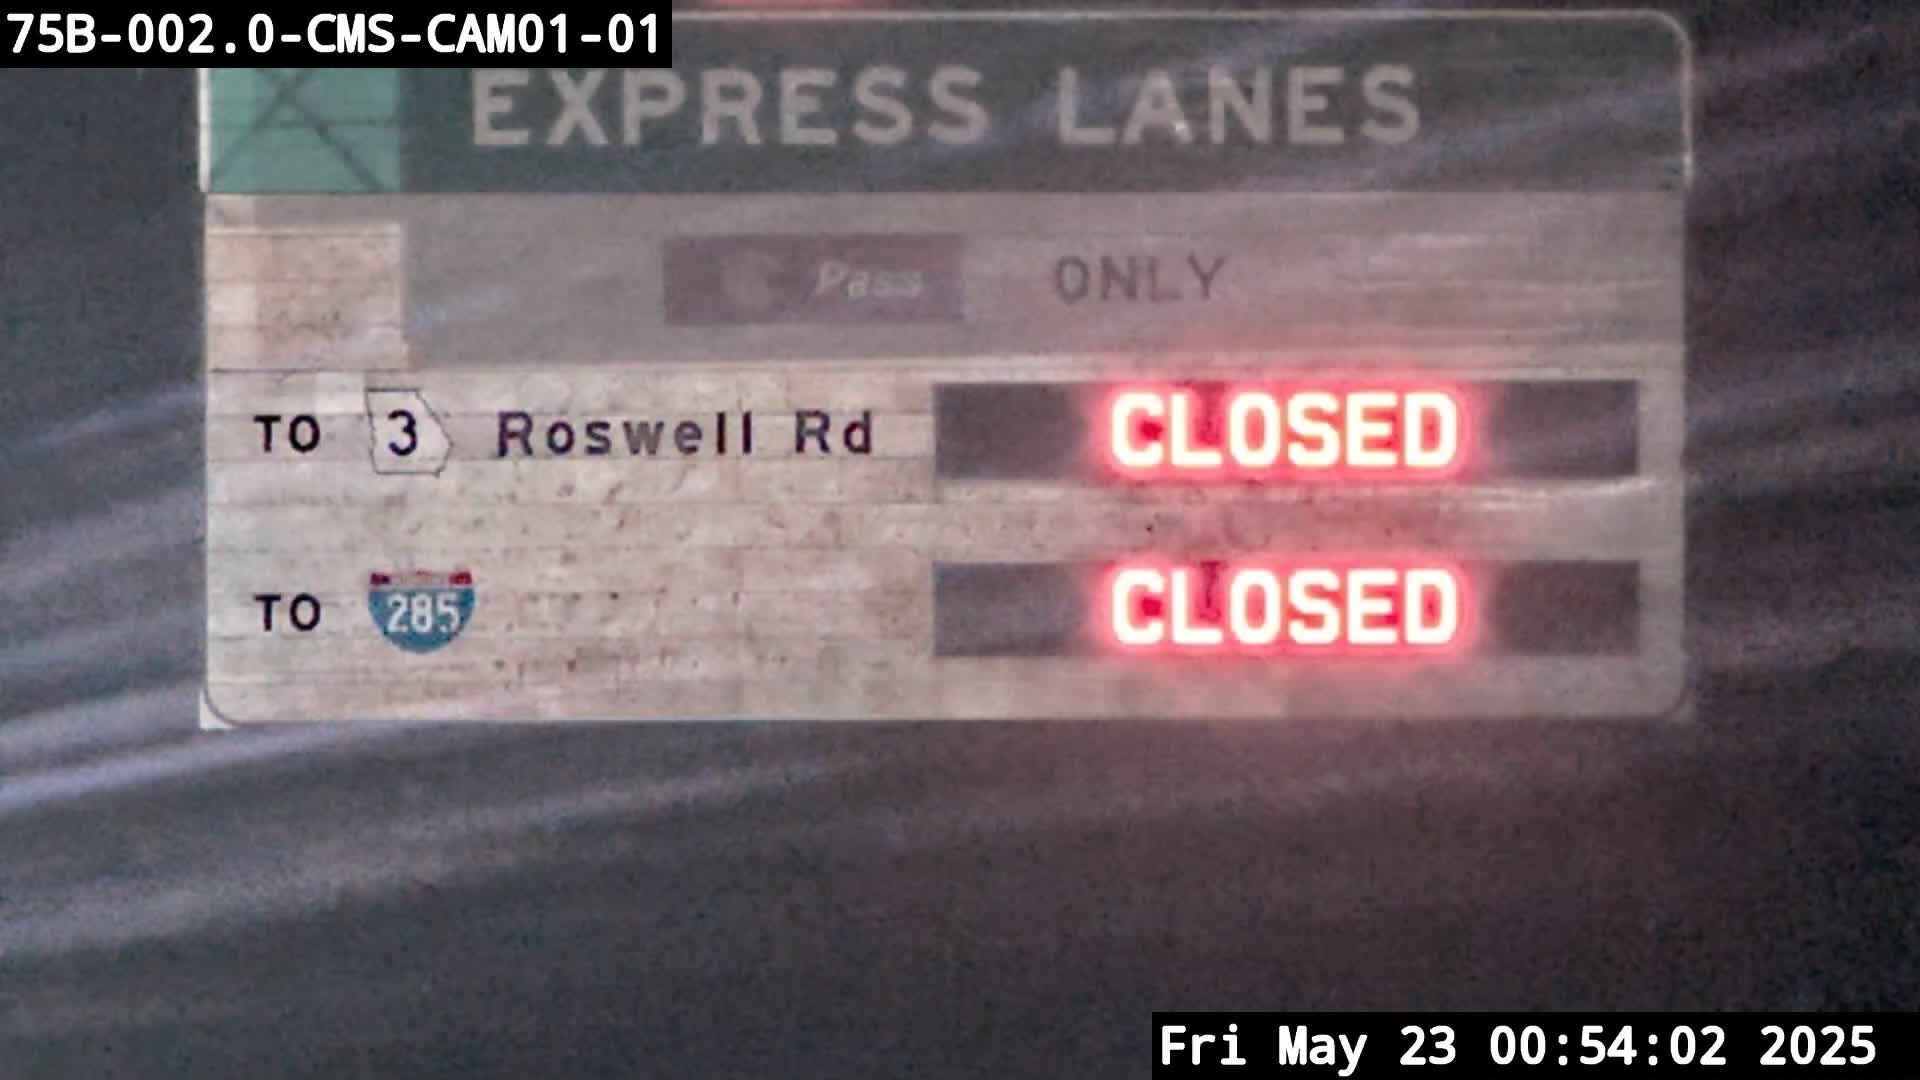 75B-002.0-CMS-CAM01-01
EXPRESS LANES
Pass ONLY
TO 3 Roswell Rd CLOSED
TO 285 CLOSED
Fri May 23 00:54:02 2025